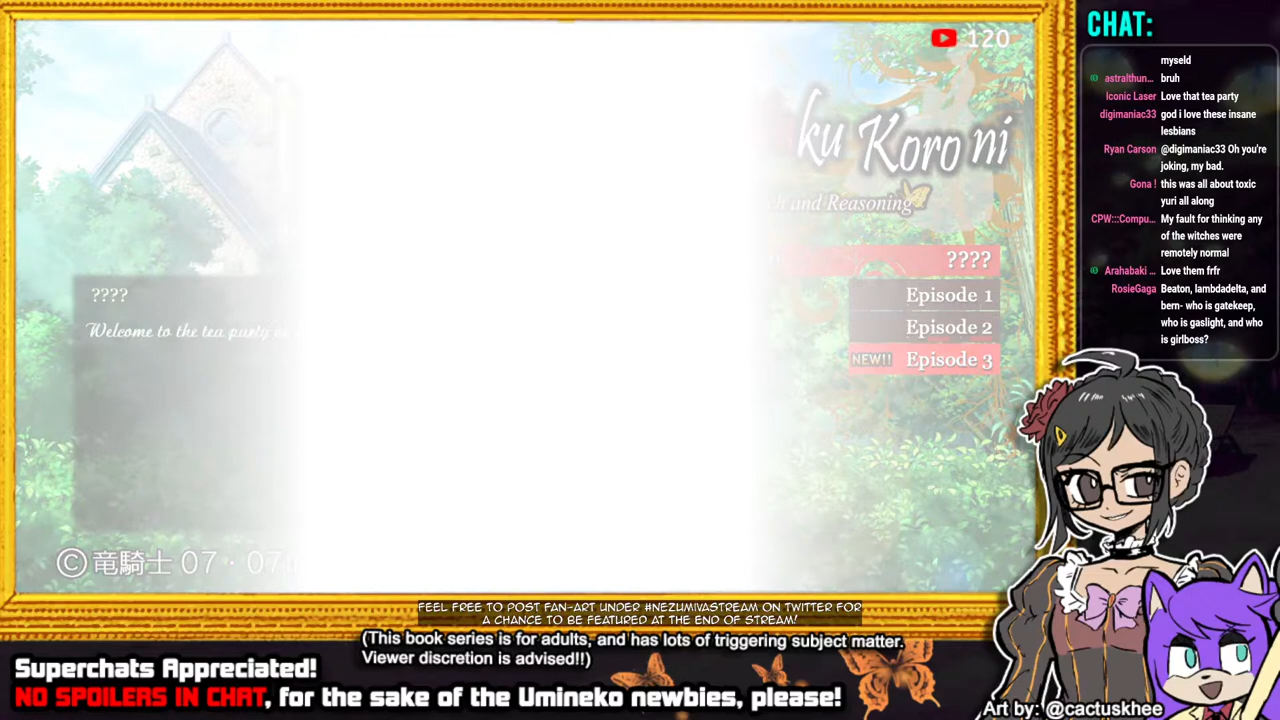 120
CHAT:
myseld
astralthun... bruh
Iconic Laser Love that tea party
digimaniac33 god i love these insane
lesbians
Ryan Carson @digimaniac33 Oh you're
joking, my bad.
Gona ! this was all about toxic
yuri all along
CPW:::Compu... My fault for thinking any
of the witches were
remotely normal
Arahabaki ... Love them frfr
RosieGaga Beaton, lambdadelta, and
bern- who is gatekeep,
who is gaslight, and who
is girlboss?
ku Koro ni
and Reasoning
????
Episode 1
Episode 2
NEW!! Episode 3
????
Welcome to the tea party
©竜騎士 07・07
FEEL FREE TO POST FAN-ART UNDER #NEZUMIVASTREAM ON TWITTER FOR
A CHANCE TO BE FEATURED AT THE END OF STREAM!
(This book series is for adults, and has lots of triggering subject matter.
Viewer discretion is advised!!)
Superchats Appreciated!
NO SPOILERS IN CHAT, for the sake of the Umineko newbies, please!
Art by: @cactuskhee